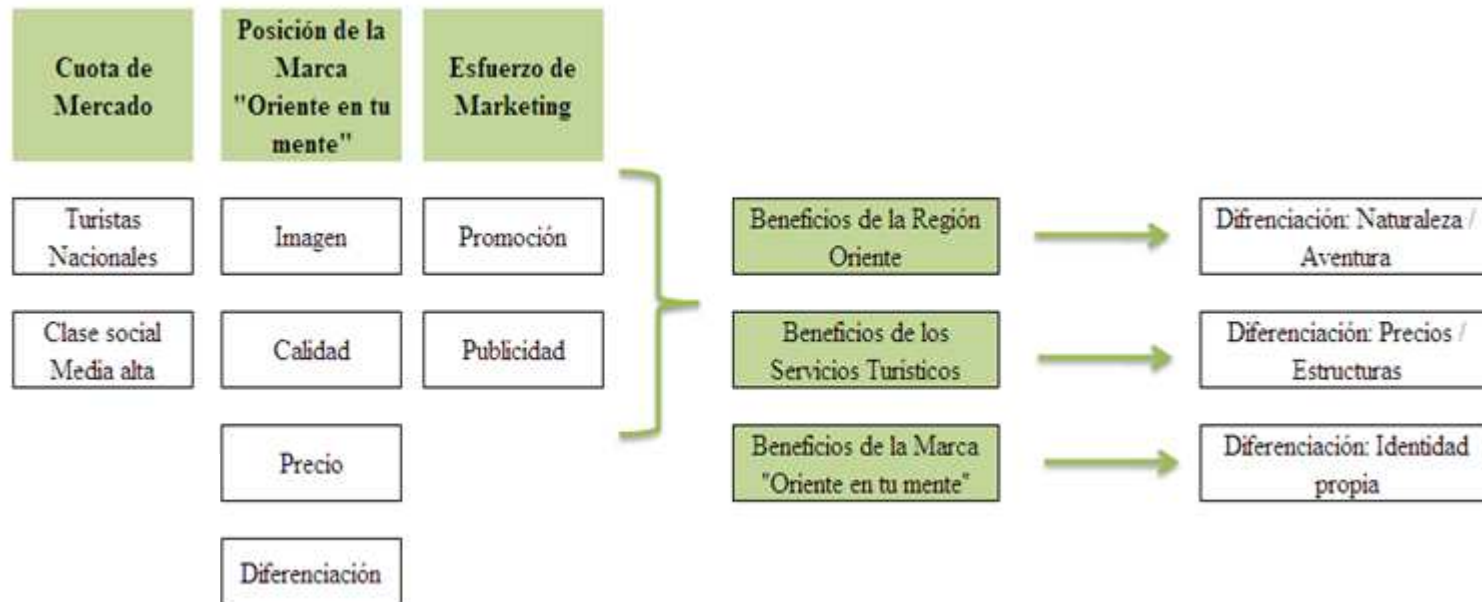 Cuota de
Mercado
Posición de la
Marca
"Oriente en tu
mente"
Esfuerzo de
Marketing
Turistas
Nacionales
Imagen
Promoción
Clase social
Media alta
Calidad
Publicidad
Precio
Diferenciación
Beneficios de la Región
Oriente
Difrenciación: Naturaleza /
Aventura
Beneficios de los
Servicios Turísticos
Diferenciación: Precios /
Estructuras
Beneficios de la Marca
"Oriente en tu mente"
Diferenciación: Identidad
propia